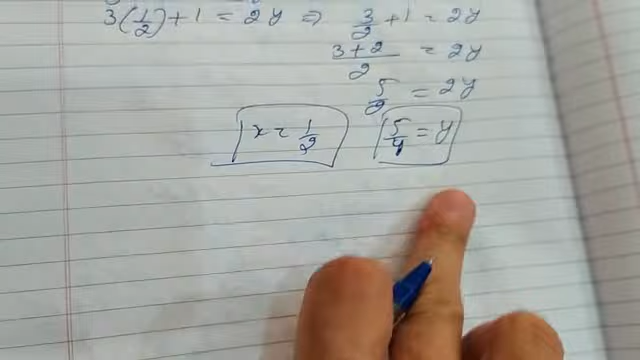 3(1/2)+1 = 2y ⇒ 3/2 + 1 = 2y
(3+2)/2 = 2y
5/2 = 2y
x = 1/2 5/4 = y